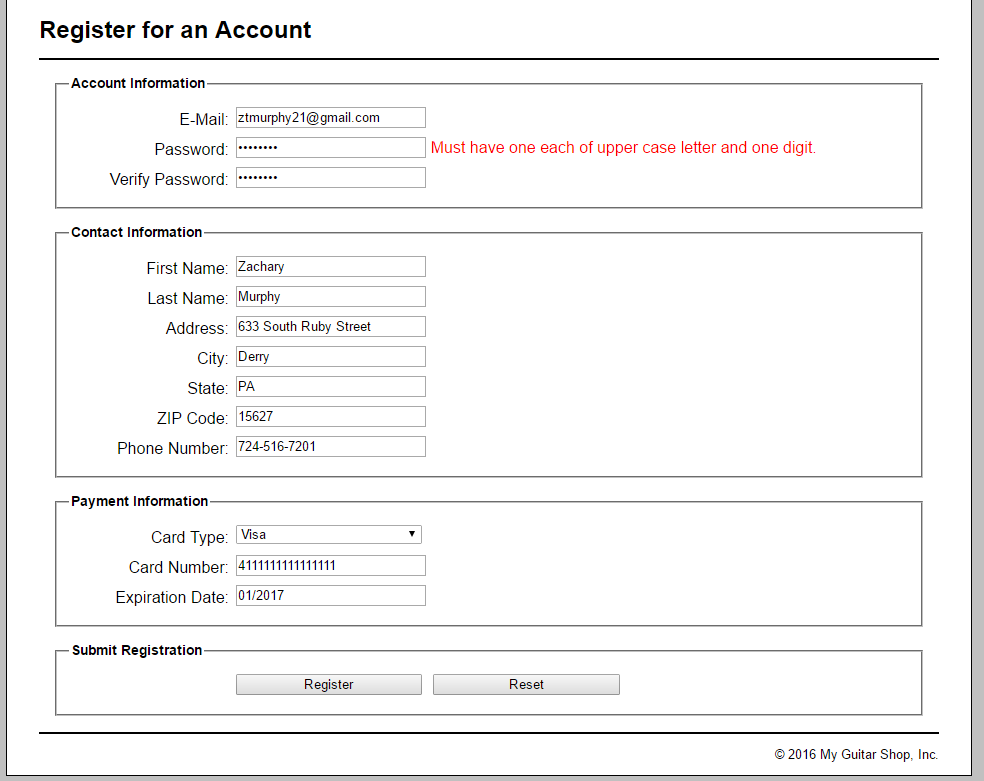 Register for an Account
Account Information
E-Mail: ztmurphy21@gmail.com
Password: •••••••• Must have one each of upper case letter and one digit.
Verify Password: ••••••••
Contact Information
First Name: Zachary
Last Name: Murphy
Address: 633 South Ruby Street
City: Derry
State: PA
ZIP Code: 15627
Phone Number: 724-516-7201
Payment Information
Card Type: Visa
Card Number: 4111111111111111
Expiration Date: 01/2017
Submit Registration
Register Reset
© 2016 My Guitar Shop, Inc.